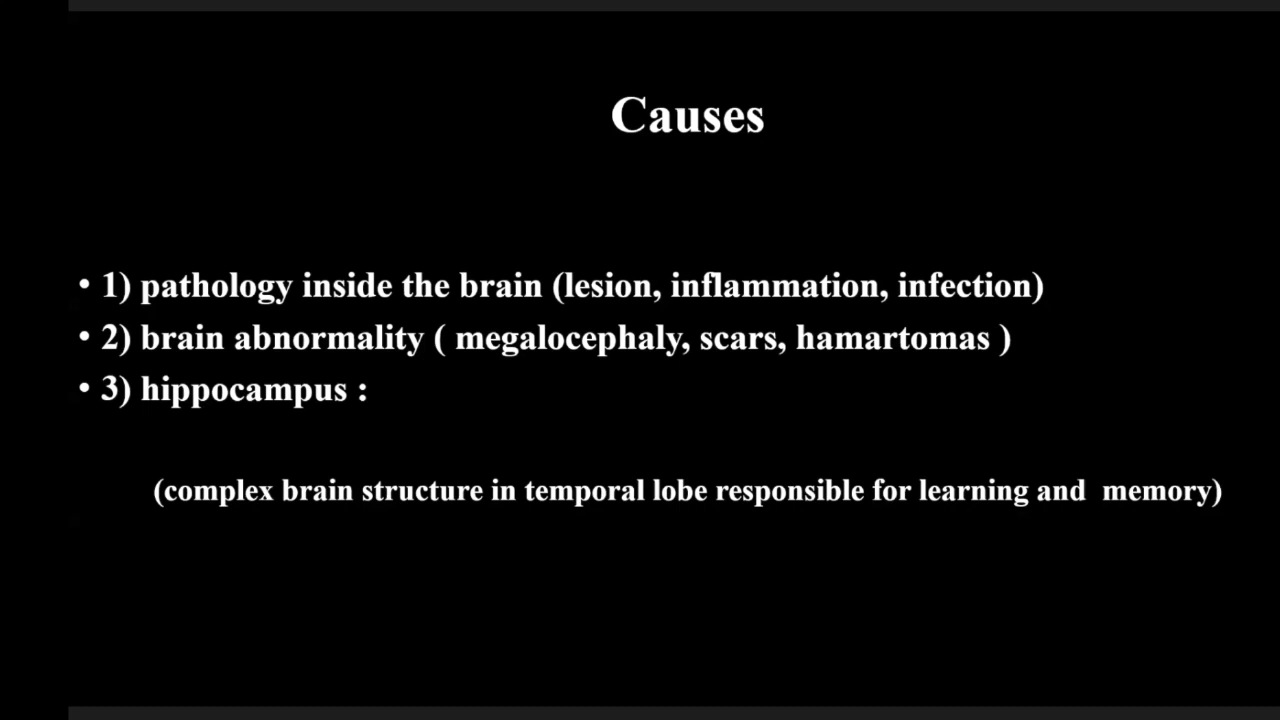 Causes
• 1) pathology inside the brain (lesion, inflammation, infection)
• 2) brain abnormality ( megalocephaly, scars, hamartomas )
• 3) hippocampus :
(complex brain structure in temporal lobe responsible for learning and  memory)